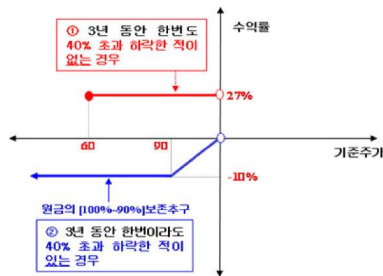 ① 3년 동안 한번도
40% 초과 하락한 적이
없는 경우
수익률
27%
60
90
기준주가
-10%
원금의 [100%~90%]보존추구
② 3년 동안 한번이라도
40% 초과 하락한 적이
있는 경우